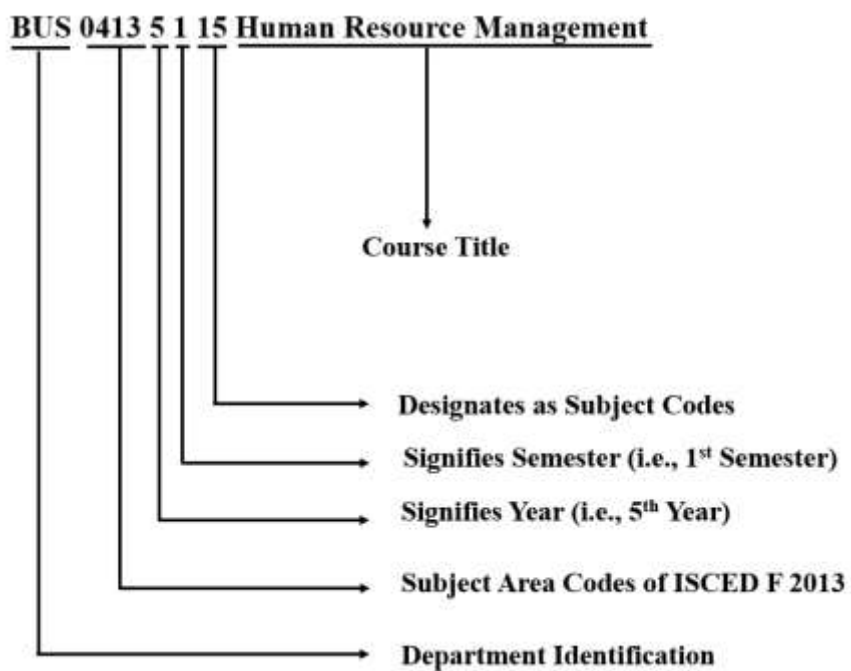 BUS 0413 5 1 15 Human Resource Management
Course Title
Designates as Subject Codes
Signifies Semester (i.e., 1st Semester)
Signifies Year (i.e., 5th Year)
Subject Area Codes of ISCED F 2013
Department Identification